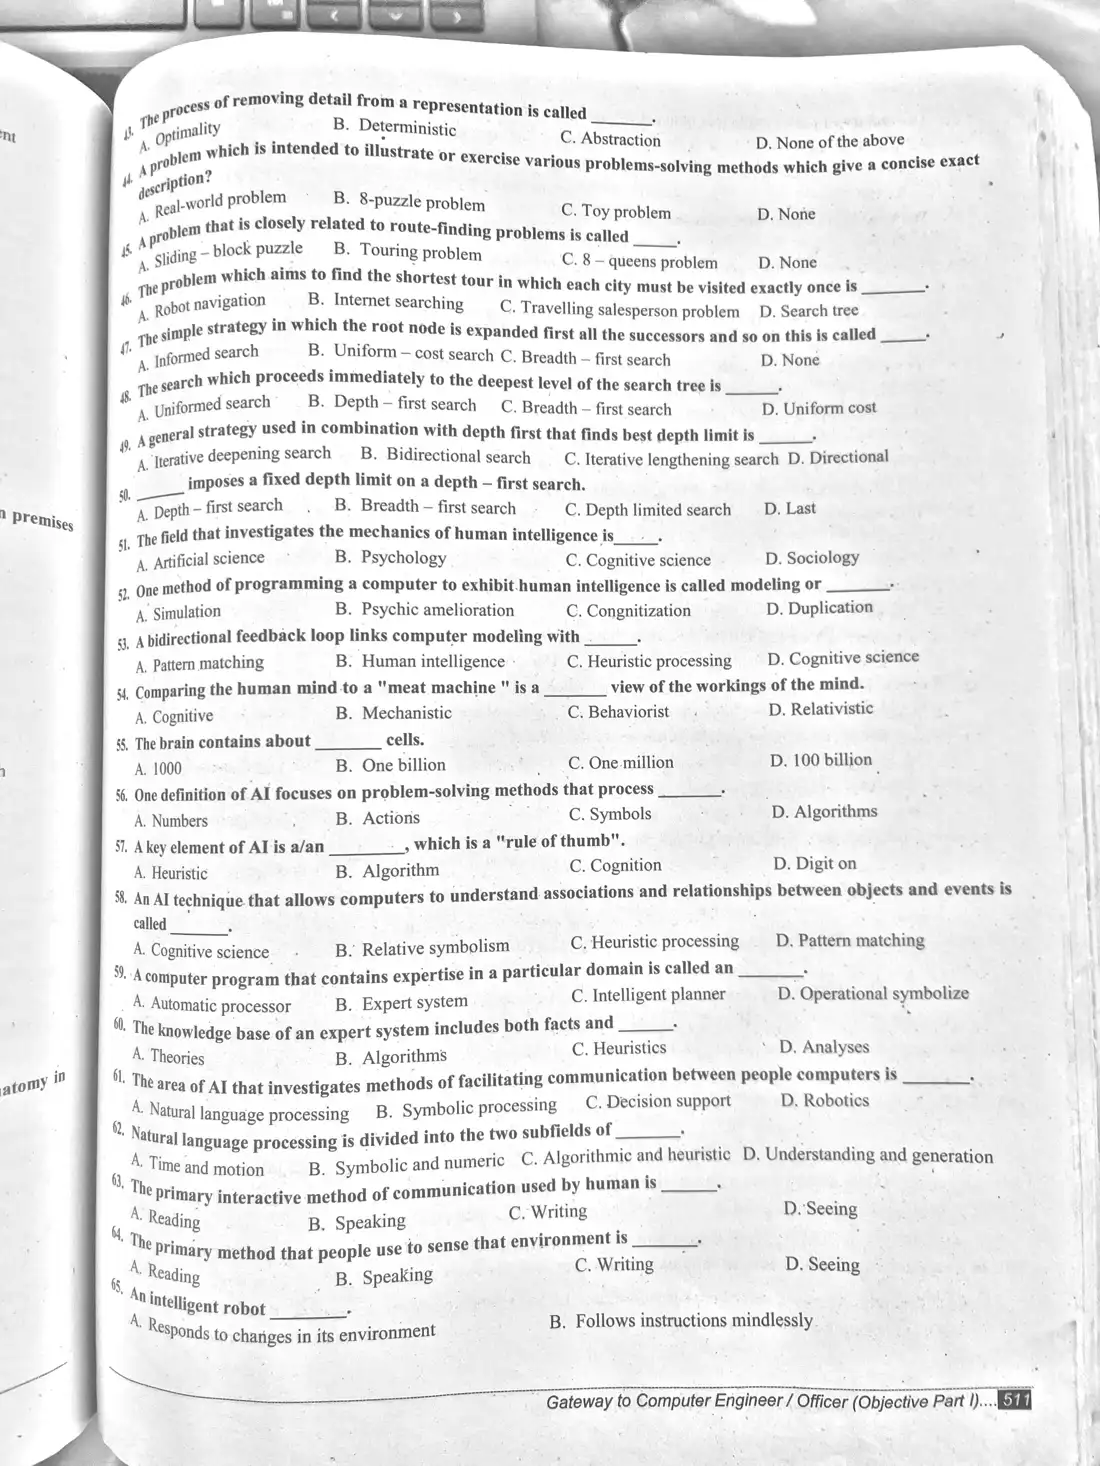 ent
n premises
atomy in
43. The process of removing detail from a representation is called ______.
A. Optimality B. Deterministic C. Abstraction D. None of the above
44. A problem which is intended to illustrate or exercise various problems-solving methods which give a concise exact
description?
A. Real-world problem B. 8-puzzle problem C. Toy problem D. None
45. A problem that is closely related to route-finding problems is called ______.
A. Sliding – block puzzle B. Touring problem C. 8 – queens problem D. None
46. The problem which aims to find the shortest tour in which each city must be visited exactly once is ______.
A. Robot navigation B. Internet searching C. Travelling salesperson problem D. Search tree
47. The simple strategy in which the root node is expanded first all the successors and so on this is called ______.
A. Informed search B. Uniform – cost search C. Breadth – first search D. None
48. The search which proceeds immediately to the deepest level of the search tree is ______.
A. Uniformed search B. Depth – first search C. Breadth – first search D. Uniform cost
49. A general strategy used in combination with depth first that finds best depth limit is ______.
A. Iterative deepening search B. Bidirectional search C. Iterative lengthening search D. Directional
50. ______ imposes a fixed depth limit on a depth – first search.
A. Depth – first search B. Breadth – first search C. Depth limited search D. Last
51. The field that investigates the mechanics of human intelligence is______.
A. Artificial science B. Psychology C. Cognitive science D. Sociology
52. One method of programming a computer to exhibit human intelligence is called modeling or ______.
A. Simulation B. Psychic amelioration C. Congnitization D. Duplication
53. A bidirectional feedback loop links computer modeling with ______.
A. Pattern matching B. Human intelligence C. Heuristic processing D. Cognitive science
54. Comparing the human mind to a "meat machine " is a ______ view of the workings of the mind.
A. Cognitive B. Mechanistic C. Behaviorist D. Relativistic
55. The brain contains about ______ cells.
A. 1000 B. One billion C. One million D. 100 billion
56. One definition of AI focuses on problem-solving methods that process ______.
A. Numbers B. Actions C. Symbols D. Algorithms
57. A key element of AI is a/an ______, which is a "rule of thumb".
A. Heuristic B. Algorithm C. Cognition D. Digit on
58. An AI technique that allows computers to understand associations and relationships between objects and events is
called ______.
A. Cognitive science B. Relative symbolism C. Heuristic processing D. Pattern matching
59. A computer program that contains expertise in a particular domain is called an ______.
A. Automatic processor B. Expert system C. Intelligent planner D. Operational symbolize
60. The knowledge base of an expert system includes both facts and ______.
A. Theories B. Algorithms C. Heuristics D. Analyses
61. The area of AI that investigates methods of facilitating communication between people computers is ______.
A. Natural language processing B. Symbolic processing C. Decision support D. Robotics
62. Natural language processing is divided into the two subfields of ______.
A. Time and motion B. Symbolic and numeric C. Algorithmic and heuristic D. Understanding and generation
63. The primary interactive method of communication used by human is ______.
A. Reading B. Speaking C. Writing D. Seeing
64. The primary method that people use to sense that environment is ______.
A. Reading B. Speaking C. Writing D. Seeing
65. An intelligent robot ______.
A. Responds to changes in its environment B. Follows instructions mindlessly
Gateway to Computer Engineer / Officer (Objective Part I).... 511